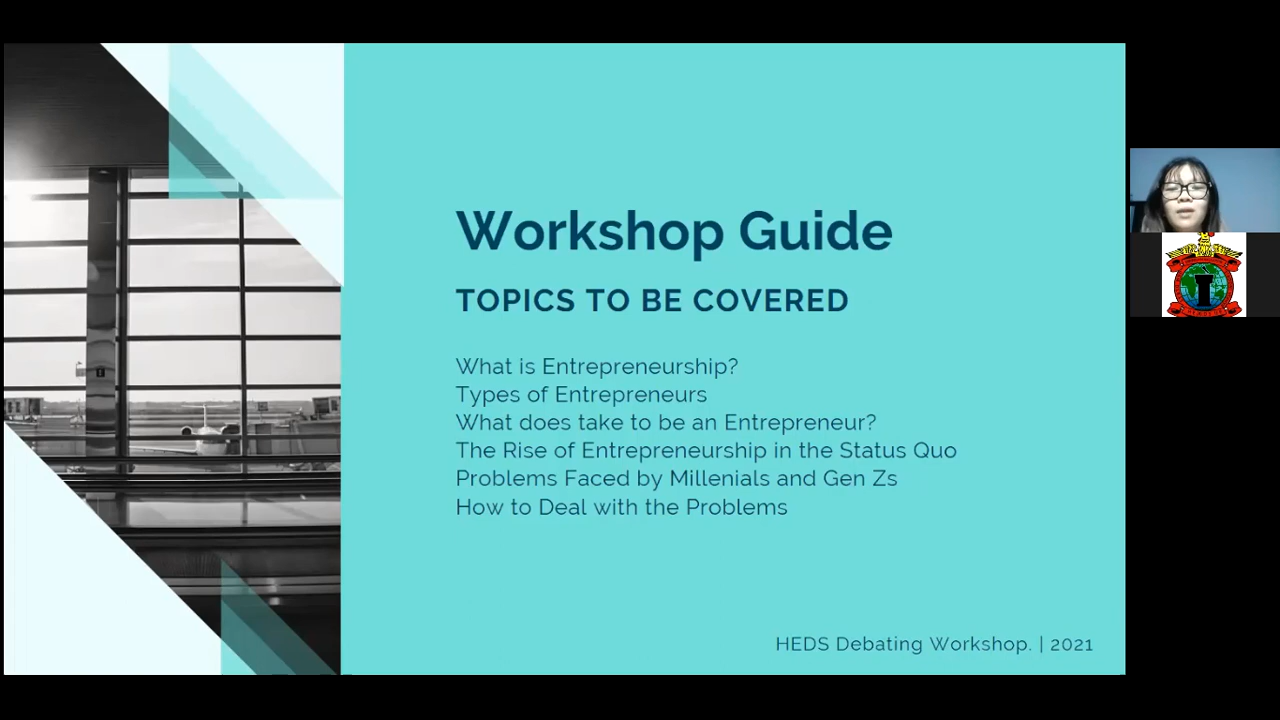 Workshop Guide
TOPICS TO BE COVERED
What is Entrepreneurship?
Types of Entrepreneurs
What does take to be an Entrepreneur?
The Rise of Entrepreneurship in the Status Quo
Problems Faced by Millenials and Gen Zs
How to Deal with the Problems
HEDS Debating Workshop. | 2021